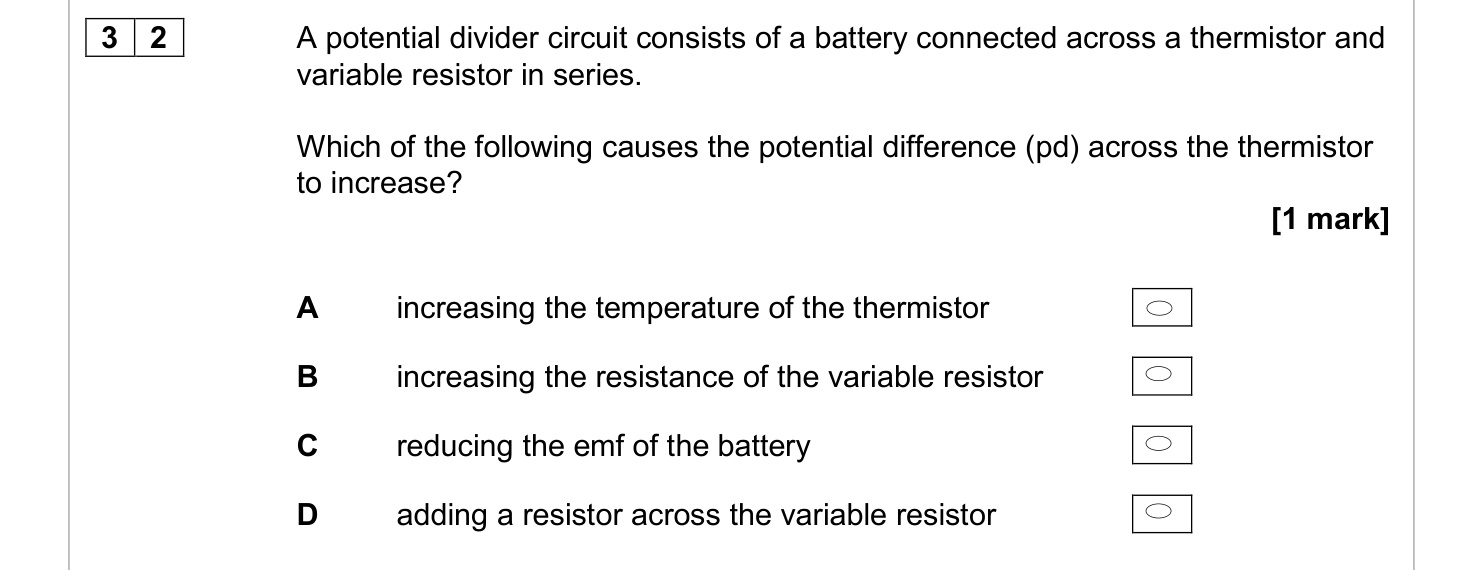 3 2 A potential divider circuit consists of a battery connected across a thermistor and
variable resistor in series.
Which of the following causes the potential difference (pd) across the thermistor
to increase?
[1 mark]
A increasing the temperature of the thermistor
B increasing the resistance of the variable resistor
C reducing the emf of the battery
D adding a resistor across the variable resistor